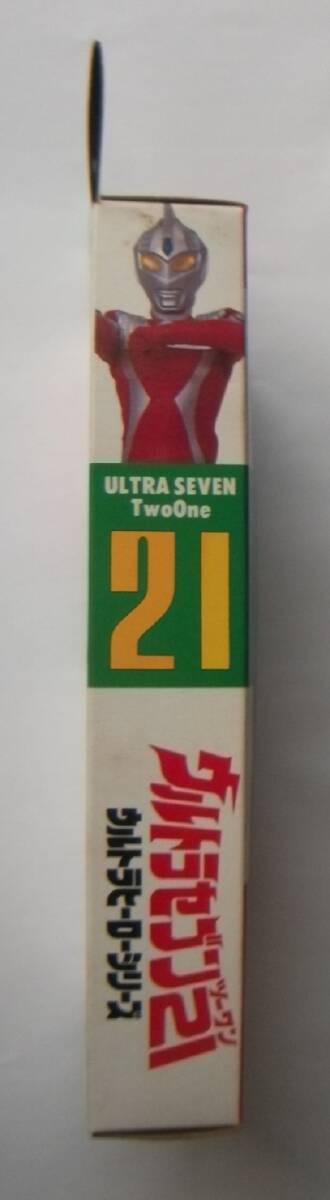 ULTRA SEVEN
TwoOne
21
ウルトラセブン21
ツーワン
ウルトラヒーローシリーズ